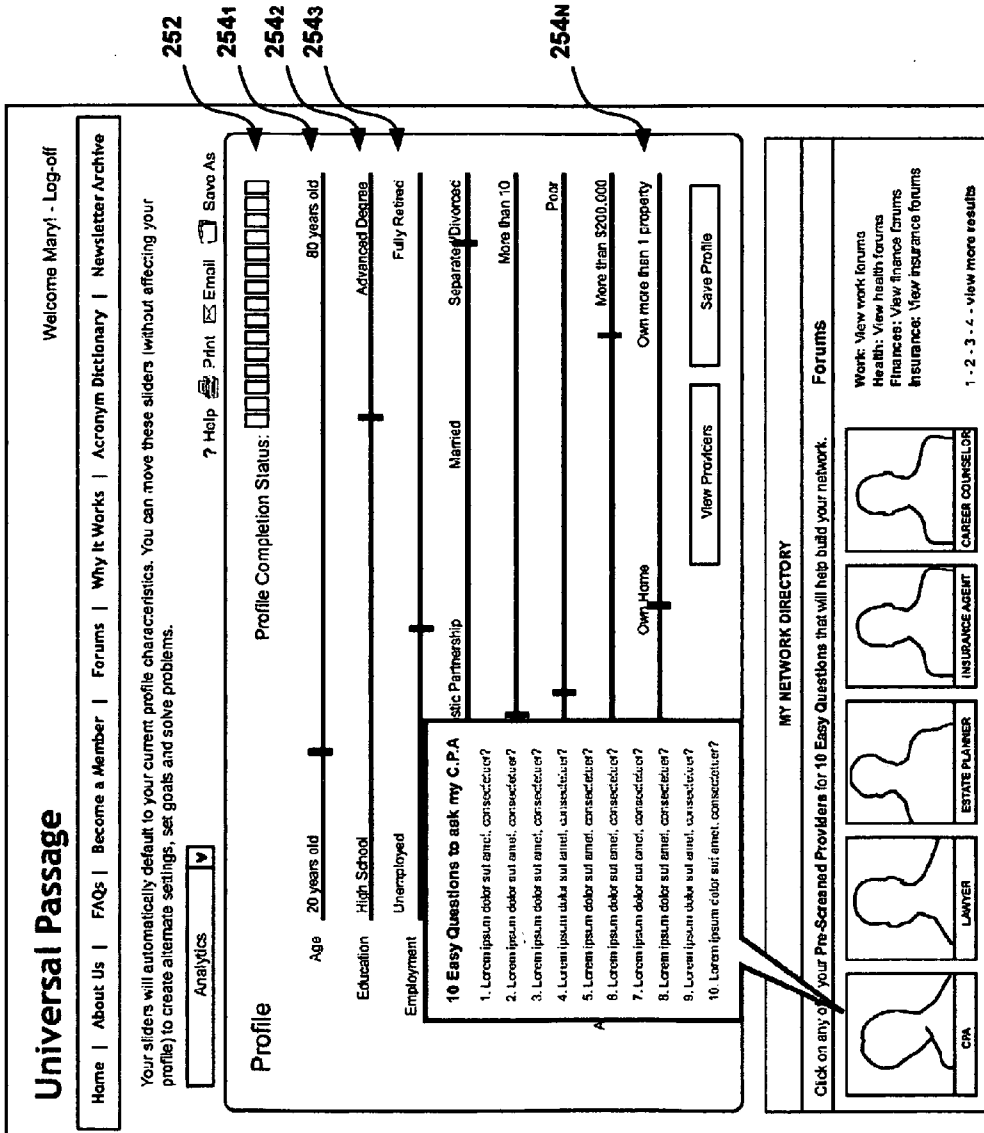 Universal Passage
Welcome Mary! - Log-off
Home | About Us | FAQs | Become a Member | Forums | Why It Works | Acronym Dictionary | Newsletter Archive
Your sliders will automatically default to your current profile characteristics. You can move these sliders (without affecting your
profile) to create alternate settings, set goals and solve problems.
Analytics
? Help Print Email Save As
Profile
Profile Completion Status:
252
Age 20 years old 80 years old
254₁
Education High School Advanced Degree
254₂
Employment Unemployed Fully Retired
254₃
stic Partnership Married Separated/Divorced
More than 10
Poor
More than $200,000
A
Own Home Own more than 1 property
254N
10 Easy Questions to ask my C.P.A
1. Lorem ipsum dolor sut amet, consectetuer?
2. Lorem ipsum dolor sut amet, consectetuer?
3. Lorem ipsum dolor sut amet, consectetuer?
4. Lorem ipsum dolor sut amet, consectetuer?
5. Lorem ipsum dolor sut amet, consectetuer?
6. Lorem ipsum dolor sut amet, consectetuer?
7. Lorem ipsum dolor sut amet, consectetuer?
8. Lorem ipsum dolor sut amet, consectetuer?
9. Lorem ipsum dolor sut amet, consectetuer?
10. Lorem ipsum dolor sut amet, consectetuer?
View Providers Save Profile
MY NETWORK DIRECTORY
Click on any of your Pre-Screened Providers for 10 Easy Questions that will help build your network.
Forums
Work: View work forums
Health: View health forums
Finances: View finance forums
Insurance: View insurance forums
1 - 2 - 3 - 4 - view more results
CPA LAWYER ESTATE PLANNER INSURANCE AGENT CAREER COUNSELOR